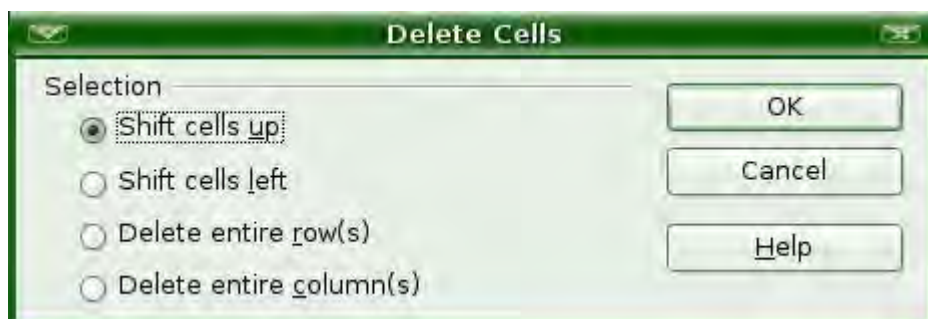 Delete Cells
Selection
Shift cells up
Shift cells left
Delete entire row(s)
Delete entire column(s)
OK
Cancel
Help